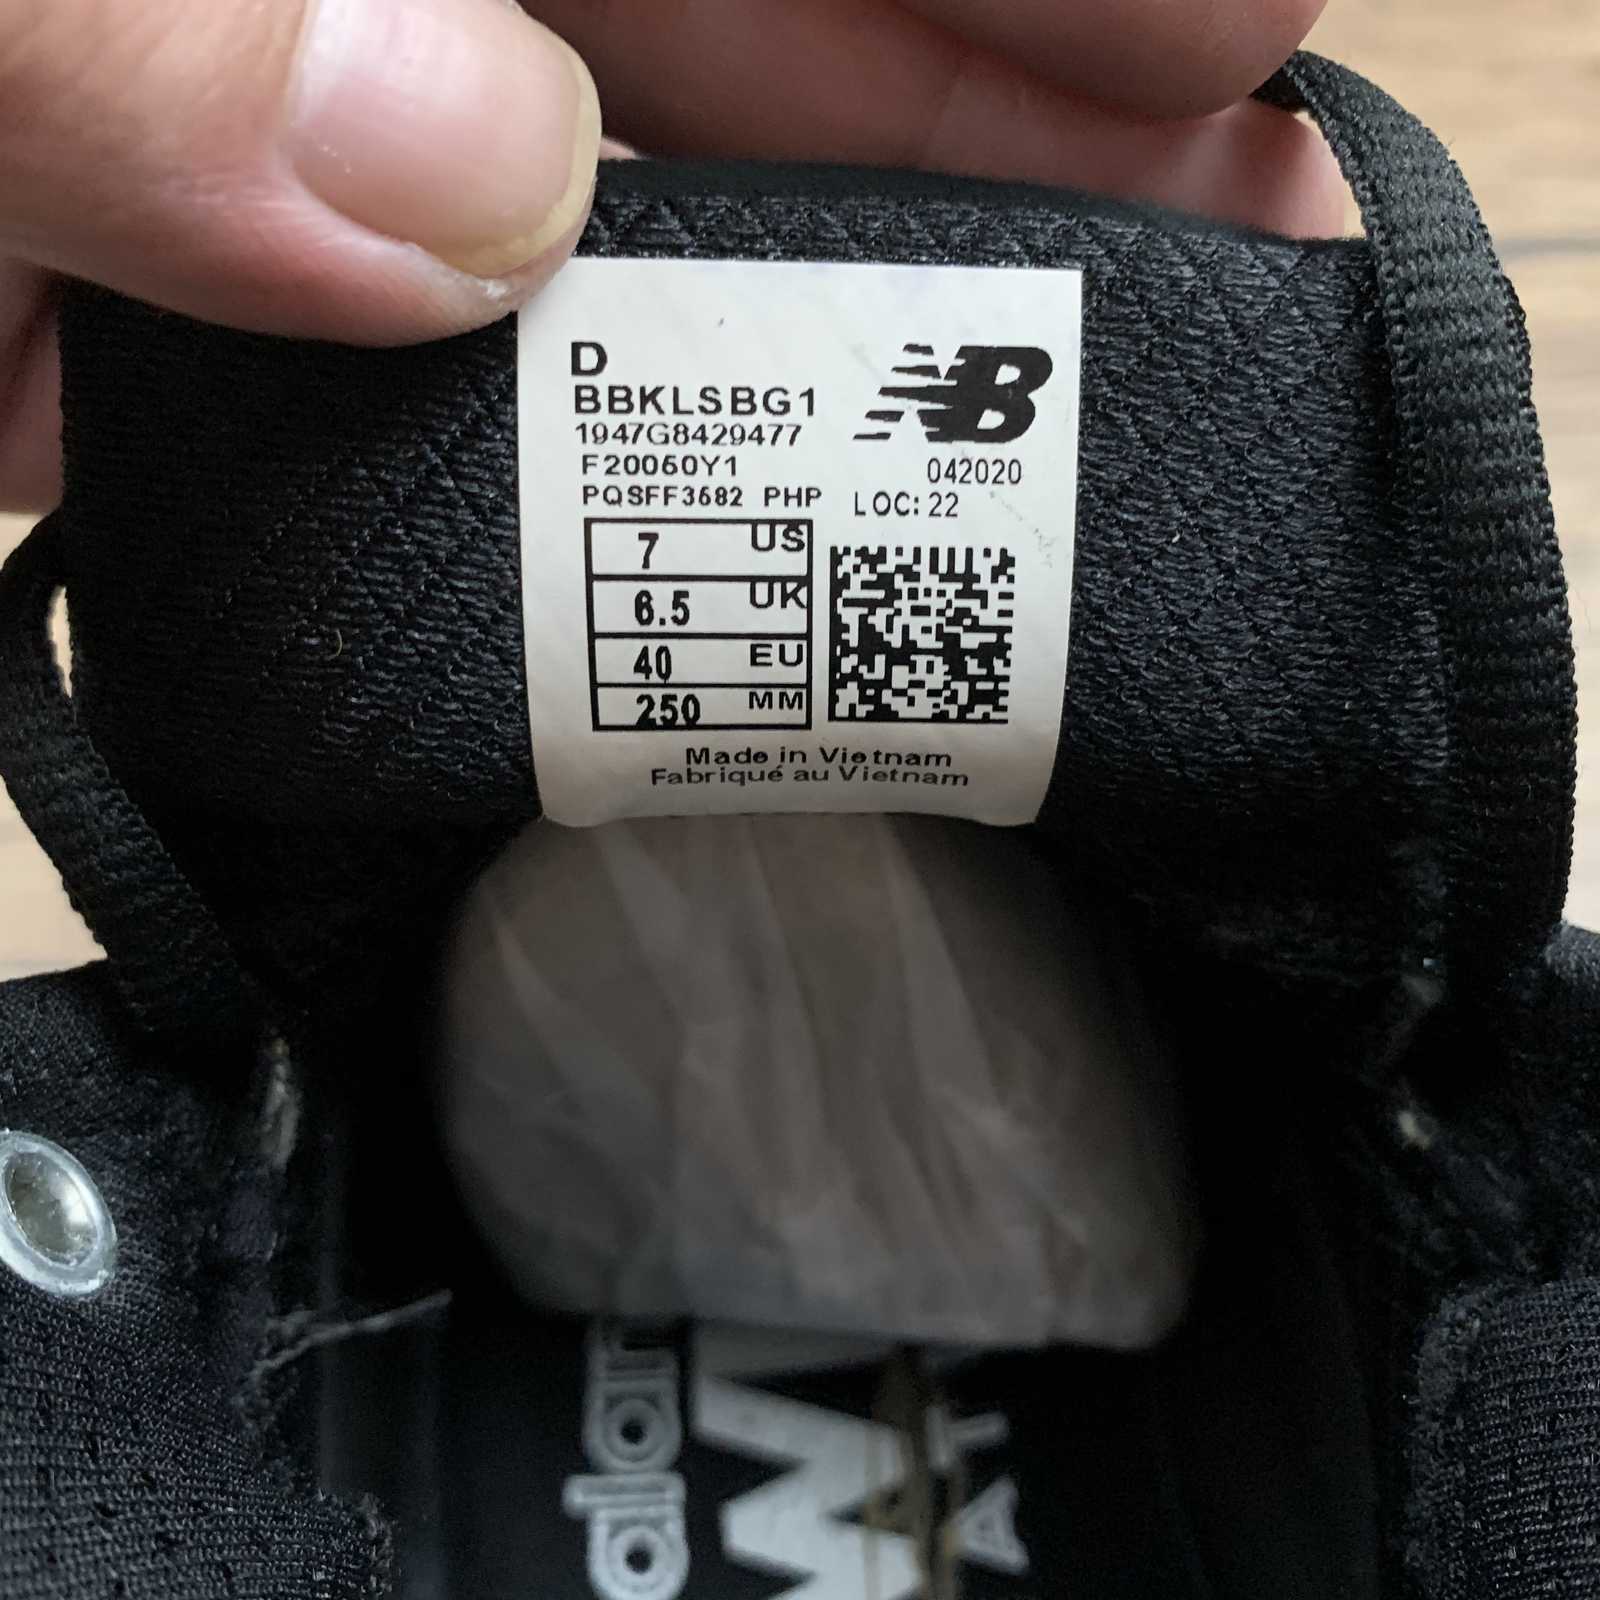 D
BBKLSBG1
1947G8429477
F20060Y1
PQSFF3682 PHP
NB
042020
LOC: 22
7 US
6.5 UK
40 EU
250 MM
Made in Vietnam
Fabriqué au Vietnam